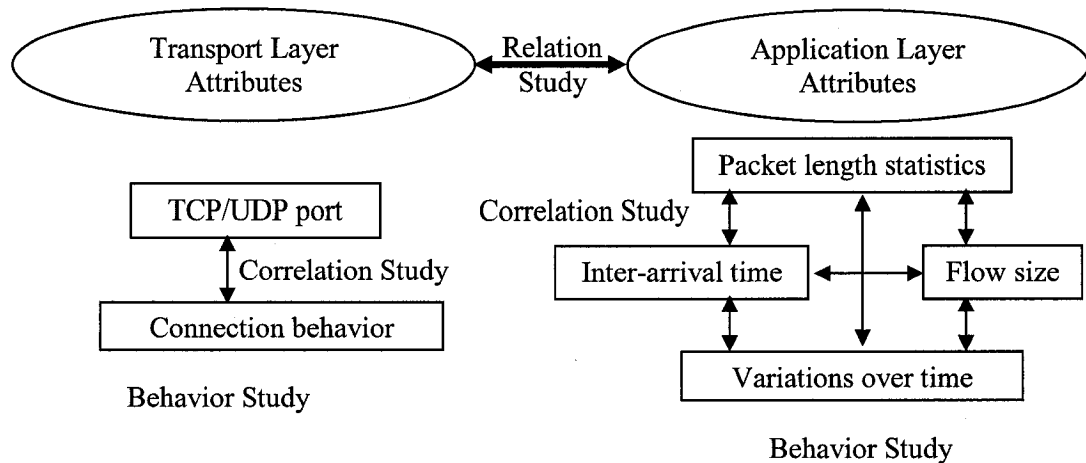 Transport Layer
Attributes
Relation
Study
Application Layer
Attributes
Packet length statistics
TCP/UDP port
Correlation Study
Correlation Study
Inter-arrival time
Flow size
Connection behavior
Variations over time
Behavior Study
Behavior Study